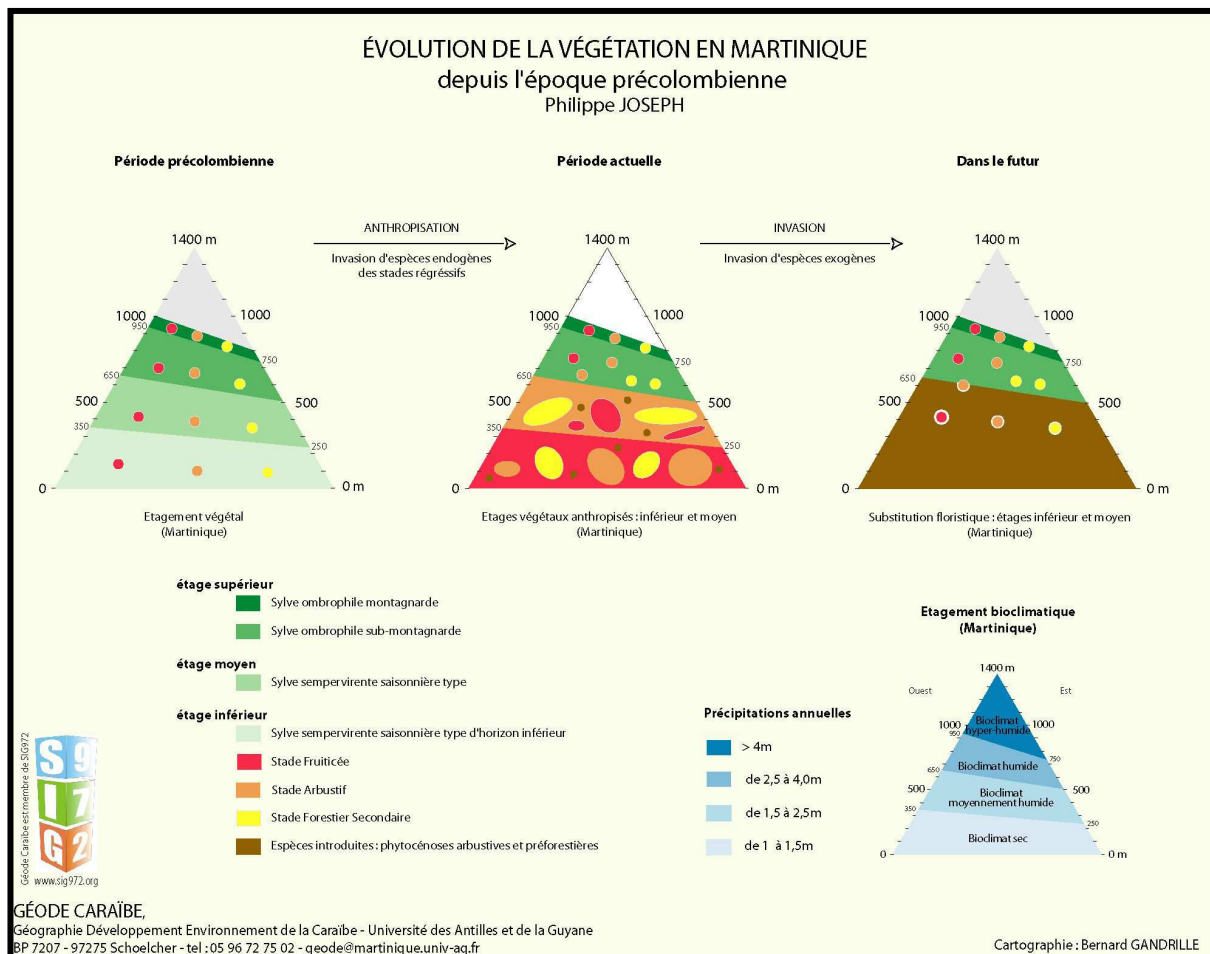 ÉVOLUTION DE LA VÉGÉTATION EN MARTINIQUE
depuis l'époque précolombienne
Philippe JOSEPH
Période précolombienne
Période actuelle
Dans le futur
ANTHROPISATION
Invasion d'espèces endogènes
des stades régréssifs
INVASION
Invasion d'espèces exogènes
1400 m
1000
1000
950
750
650
500
500
350
250
0
0 m
Etagement végétal
(Martinique)
1400 m
1000
1000
950
750
650
500
500
350
250
0
0 m
Etages végétaux anthropisés : inférieur et moyen
(Martinique)
1400 m
1000
1000
950
750
650
500
500
350
250
0
0 m
Substitution floristique : étages inférieur et moyen
(Martinique)
étage supérieur
Sylve ombrophile montagnarde
Sylve ombrophile sub-montagnarde
étage moyen
Sylve sempervirente saisonnière type
étage inférieur
Sylve sempervirente saisonnière type d'horizon inférieur
Stade Fruiticée
Stade Arbustif
Stade Forestier Secondaire
Espèces introduites : phytocénoses arbustives et préforestières
Précipitations annuelles
> 4m
de 2,5 à 4,0m
de 1,5 à 2,5m
de 1 à 1,5m
Etagement bioclimatique
(Martinique)
1400 m
Ouest
Est
1000
1000
950
750
650
500
500
350
250
0
0 m
Bioclimat
hyper-humide
Bioclimat humide
Bioclimat
moyennement humide
Bioclimat sec
Géode Caraïbe est membre de SIG972
S 9
I 7
G 2
www.sig972.org
GÉODE CARAÏBE,
Géographie Développement Environnement de la Caraïbe - Université des Antilles et de la Guyane
BP 7207 - 97275 Schoelcher - tel : 05 96 72 75 02 - geode@martinique.univ-ag.fr
Cartographie : Bernard GANDRILLE